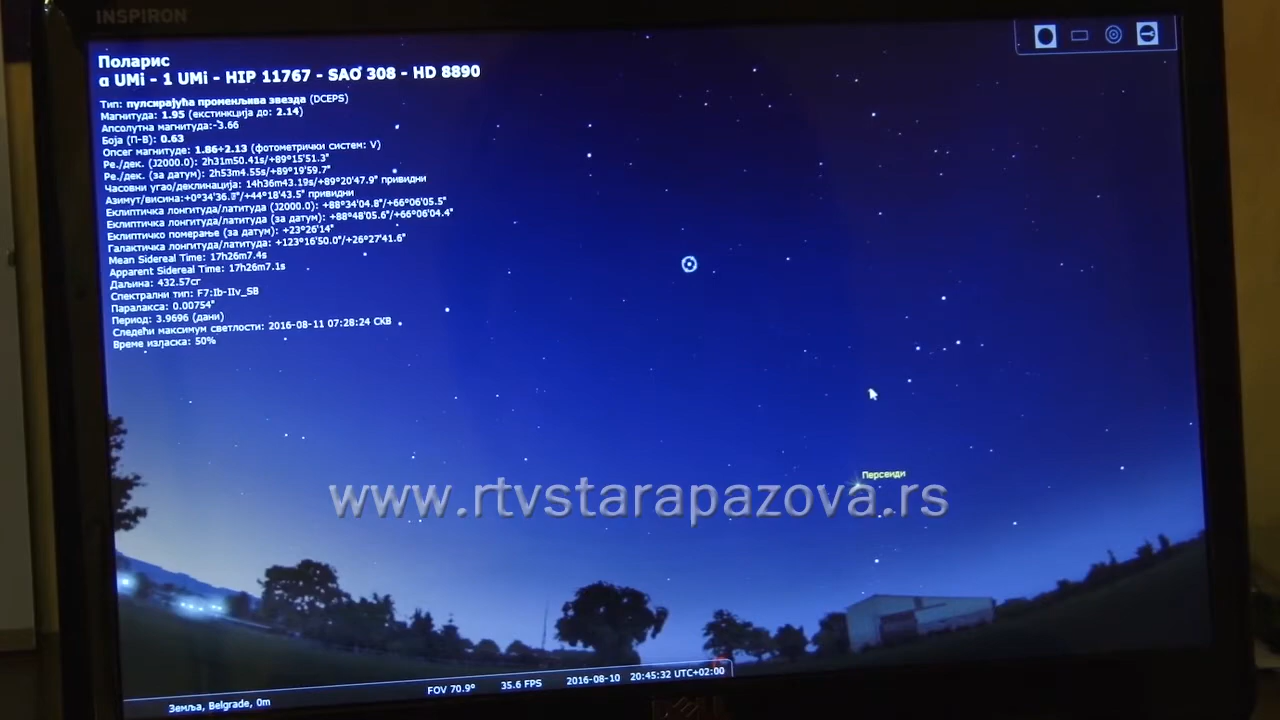 INSPIRON
Поларис
α UMi - 1 UMi - HIP 11767 - SAO 308 - HD 8890
Тип: пулсирајућа променљива звезда (DCEPS)
Магнитуда: 1.95 (екстинкција до: 2.14)
Апсолутна магнитуда:-3.66
Боја (П-В): 0.63
Опсег магнитуде: 1.86÷2.13 (фотометрички систем: V)
Ре./дек. (J2000.0): 2h31m50.41s/+89°15'51.3"
Ре./дек. (за датум): 2h53m4.55s/+89°19'59.7"
Часовни угао/деклинација: 14h36m43.19s/+89°20'47.9" привидни
Азимут/висина:+0°34'36. "/+44°18'43.5" привидни
Еклиптичка лонгитуда/латитуда (J2000.0): +88°34'04.8"/+66°06'05.5"
Еклиптичка лонгитуда/латитуда (за датум): +88°48'05.6"/+66°06'04.4"
Еклиптичко померање (за датум): +23°26'14"
Галактичка лонгитуда/латитуда: +123°16'50.0"/+26°27'41.6"
Mean Sidereal Time: 17h26m7.4s
Apparent Sidereal Time: 17h26m7.1s
Даљина: 432.57сг
Спектрални тип: F7:Ib-IIv_SB
Паралакса: 0.00754"
Период: 3.9696 (дани)
Следећи максимум светлости: 2016-08-11 07:28:24 СКВ
Време изласка: 50%
Персеиди
www.rtvstarapazova.rs
Земља, Belgrade, 0m
FOV 70.9° 35.6 FPS 2016-08-10 20:45:32 UTC+02:00